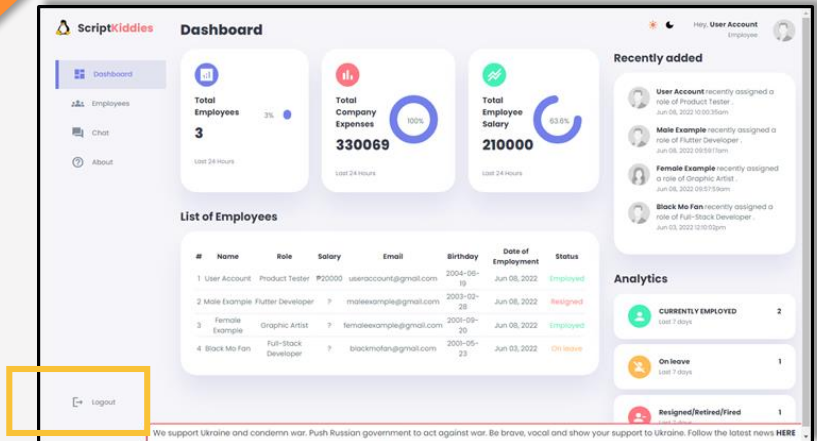 ScriptKiddies
Dashboard
Employees
Chat
About
Logout
Dashboard
Total
Employees
3
3%
Last 24 Hours
Total
Company
Expenses
330069
100%
Last 24 Hours
Total
Employee
Salary
210000
63.6%
Last 24 Hours
List of Employees
# Name Role Salary Email Birthday Date of Employment Status
1 User Account Product Tester ₱20000 useraccount@gmail.com 2004-06-19 Jun 08, 2022 Employed
2 Male Example Flutter Developer ? maleexample@gmail.com 2003-02-28 Jun 08, 2022 Resigned
3 Female Example Graphic Artist ? femaleexample@gmail.com 2001-09-20 Jun 08, 2022 Employed
4 Black Mo Fan Full-Stack Developer ? blackmofan@gmail.com 2001-05-23 Jun 03, 2022 On leave
Hey, User Account
Employee
Recently added
User Account recently assigned a
role of Product Tester .
Jun 08, 2022 10:00:35am
Male Example recently assigned a
role of Flutter Developer .
Jun 08, 2022 09:59:17am
Female Example recently assigned
a role of Graphic Artist .
Jun 08, 2022 09:57:59am
Black Mo Fan recently assigned a
role of Full-Stack Developer .
Jun 03, 2022 12:10:02pm
Analytics
CURRENTLY EMPLOYED 2
Last 7 days
On leave 1
Last 7 days
Resigned/Retired/Fired 1
Last 7 days
We support Ukraine and condemn war. Push Russian government to act against war. Be brave, vocal and show your support to Ukraine. Follow the latest news HERE